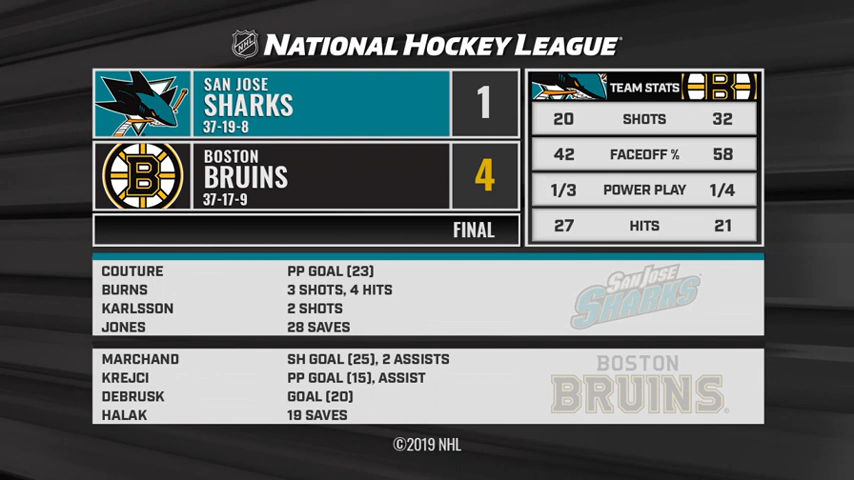 NHL NATIONAL HOCKEY LEAGUE
SAN JOSE
SHARKS
37-19-8
1
B
BOSTON
BRUINS
37-17-9
4
FINAL
TEAM STATS B
20 SHOTS 32
42 FACEOFF % 58
1/3 POWER PLAY 1/4
27 HITS 21
COUTURE PP GOAL (23)
BURNS 3 SHOTS, 4 HITS
KARLSSON 2 SHOTS
JONES 28 SAVES
SAN JOSE
SHARKS
MARCHAND SH GOAL (25), 2 ASSISTS
KREJCI PP GOAL (15), ASSIST
DEBRUSK GOAL (20)
HALAK 19 SAVES
BOSTON
BRUINS
©2019 NHL